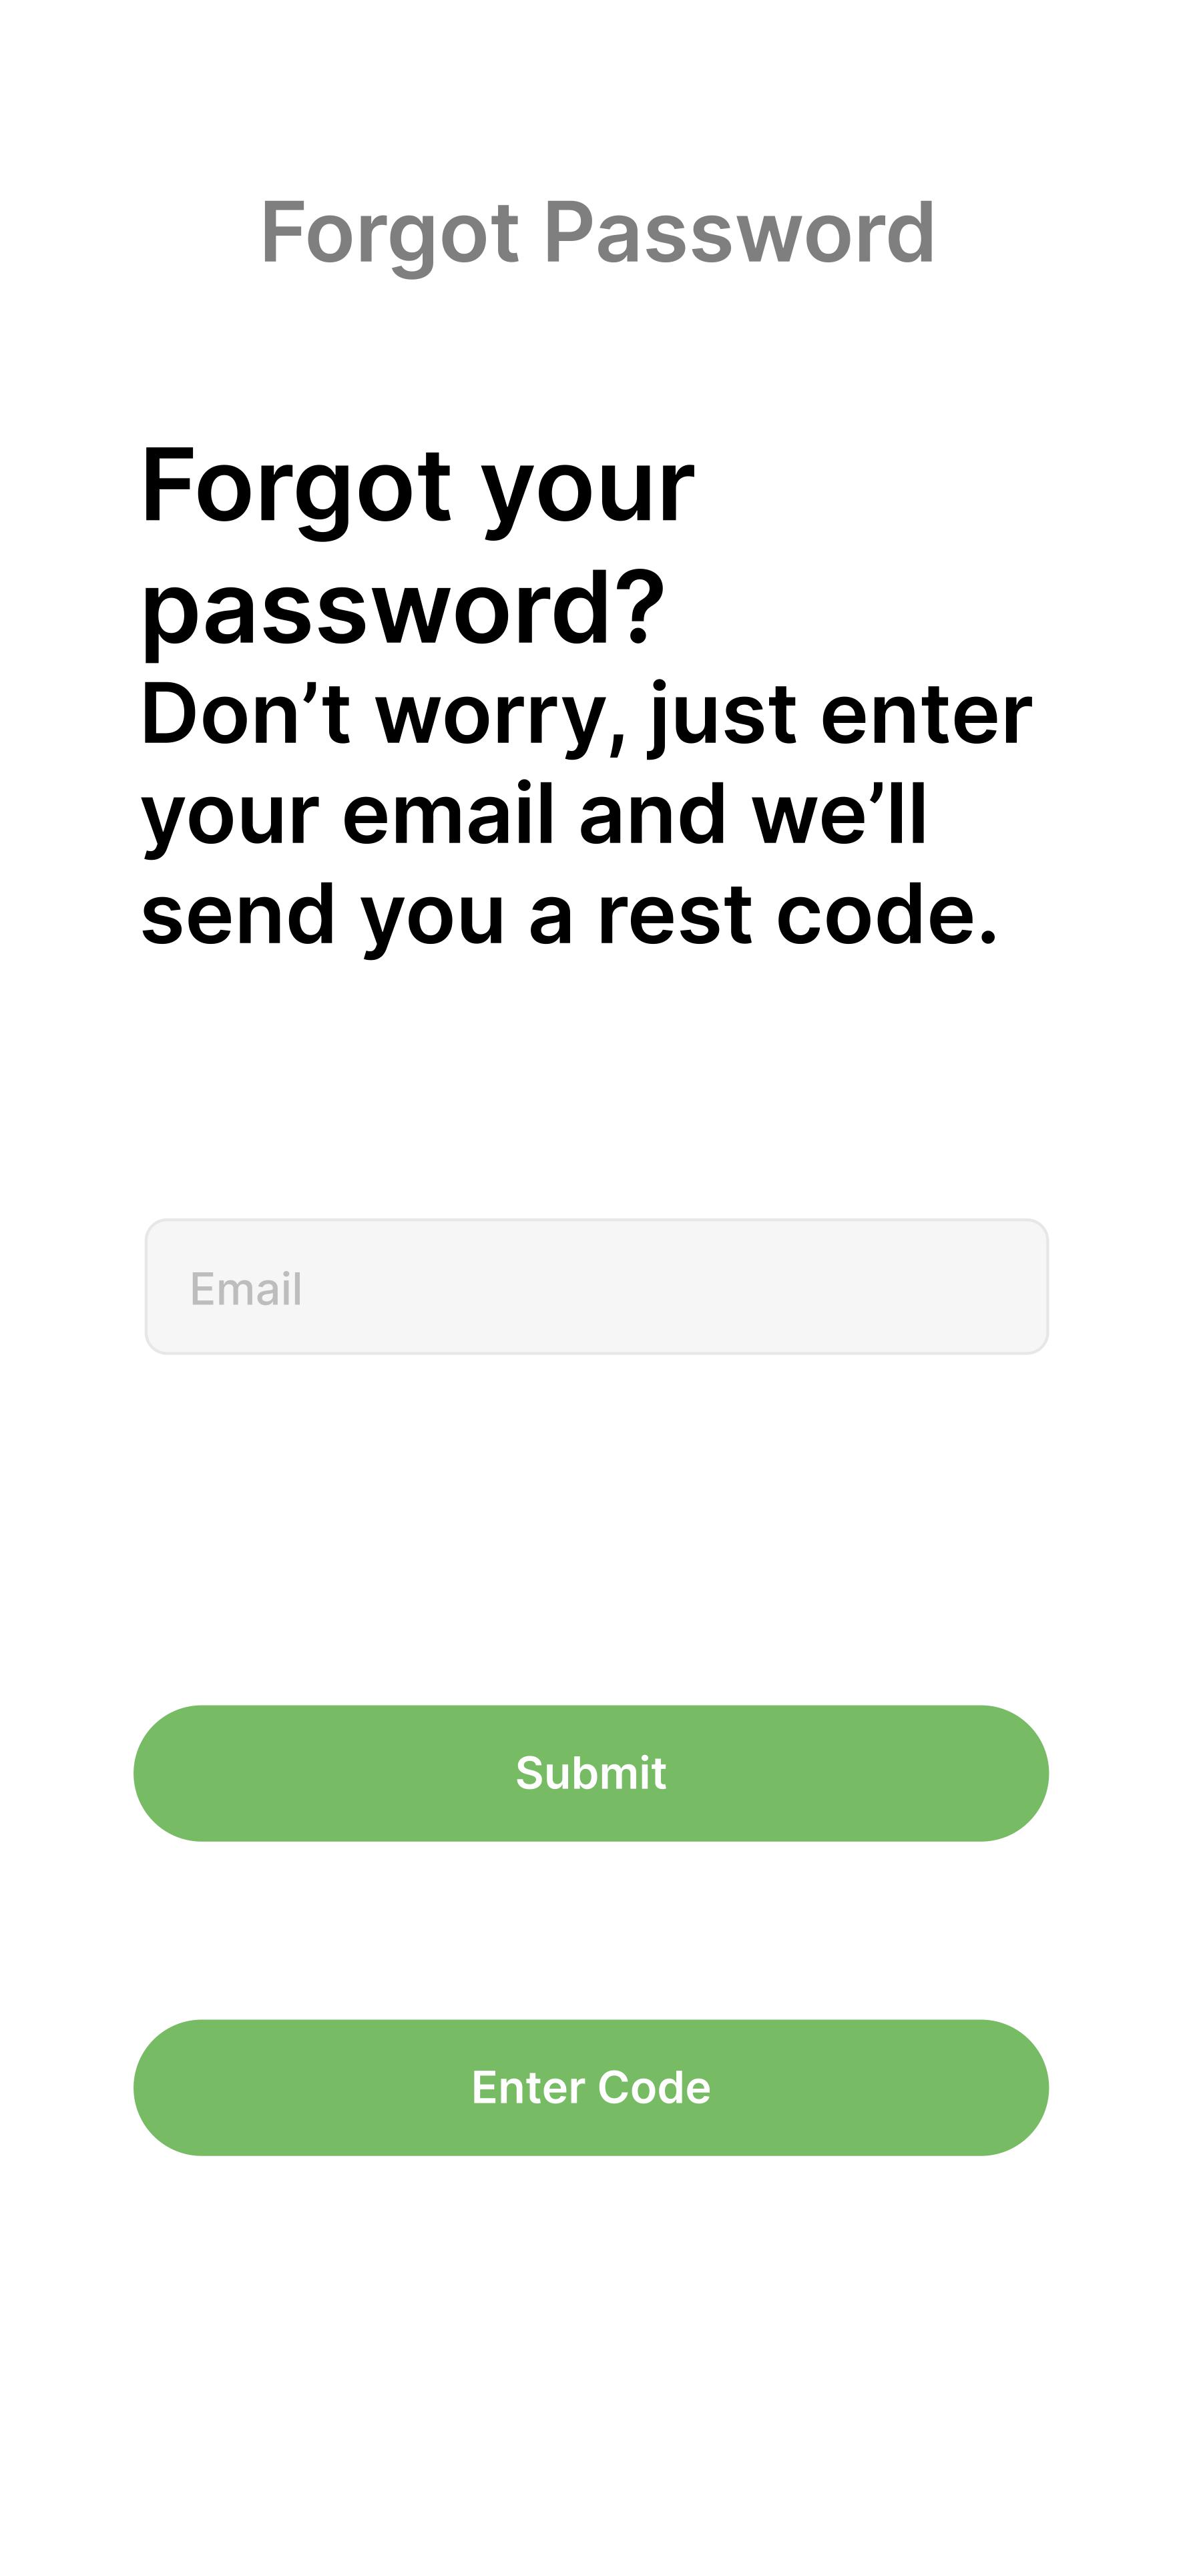 Forgot Password
Forgot your
password?
Don’t worry, just enter
your email and we’ll
send you a rest code.
Email
Submit
Enter Code